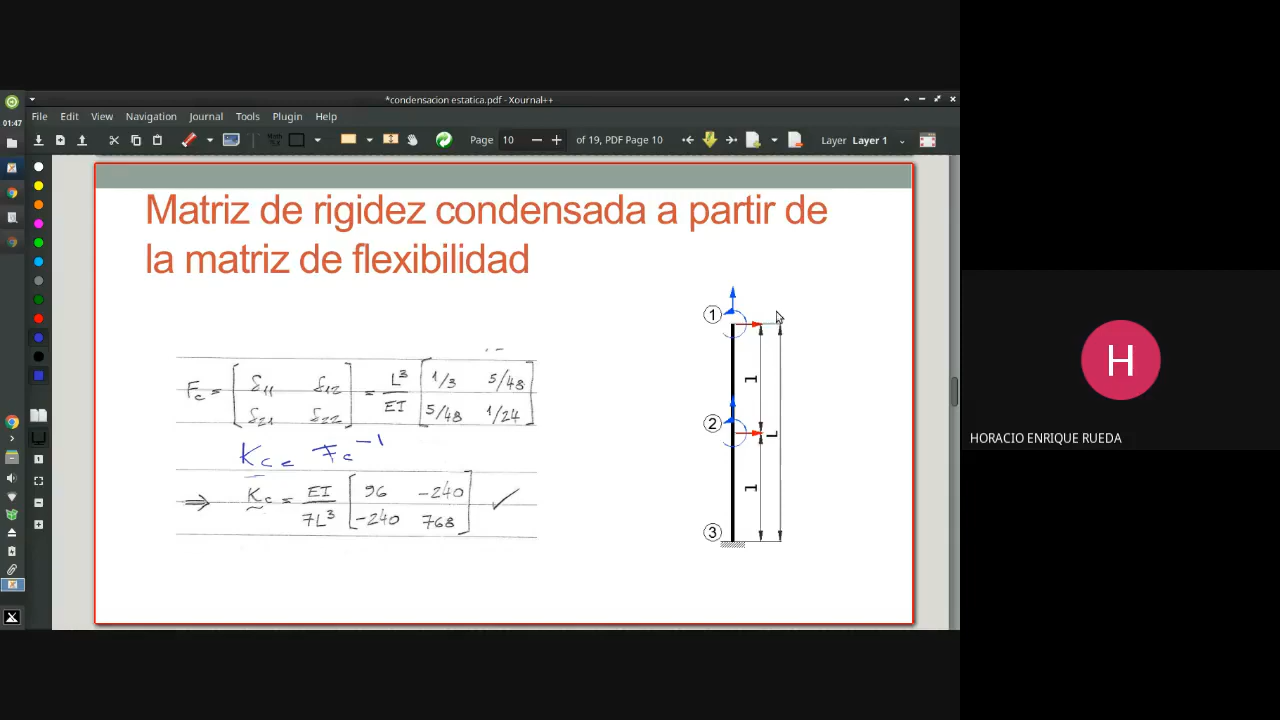 *condensacion estatica.pdf - Xournal++
01:47
File Edit View Navigation Journal Tools Plugin Help
Page 10 of 19, PDF Page 10 Layer Layer 1
Matriz de rigidez condensada a partir de
la matriz de flexibilidad
Fc = [ δ11 δ12 ] = L³/EI [ 1/3 5/48 ]
[ δ21 δ22 ] [ 5/48 1/24 ]
Kc = Fc⁻¹
⇒ Kc = EI/7L³ [ 96 -240 ] ✓
[ -240 768 ]
1
1
2
L
1
3
H
HORACIO ENRIQUE RUEDA